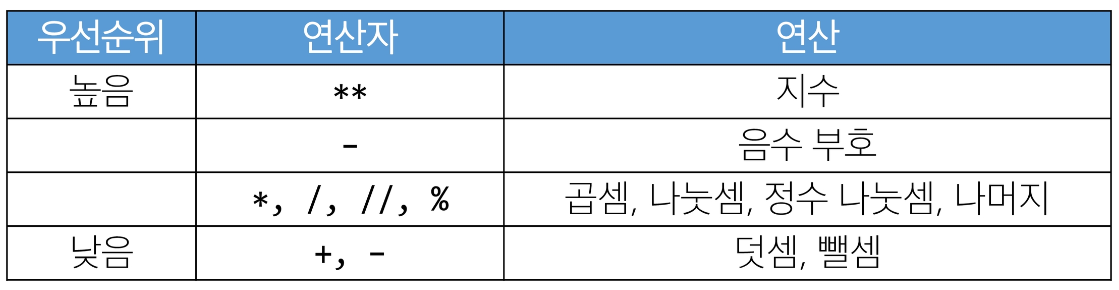 우선순위 연산자 연산
높음 ** 지수
- 음수 부호
*, /, //, % 곱셈, 나눗셈, 정수 나눗셈, 나머지
낮음 +, - 덧셈, 뺄셈